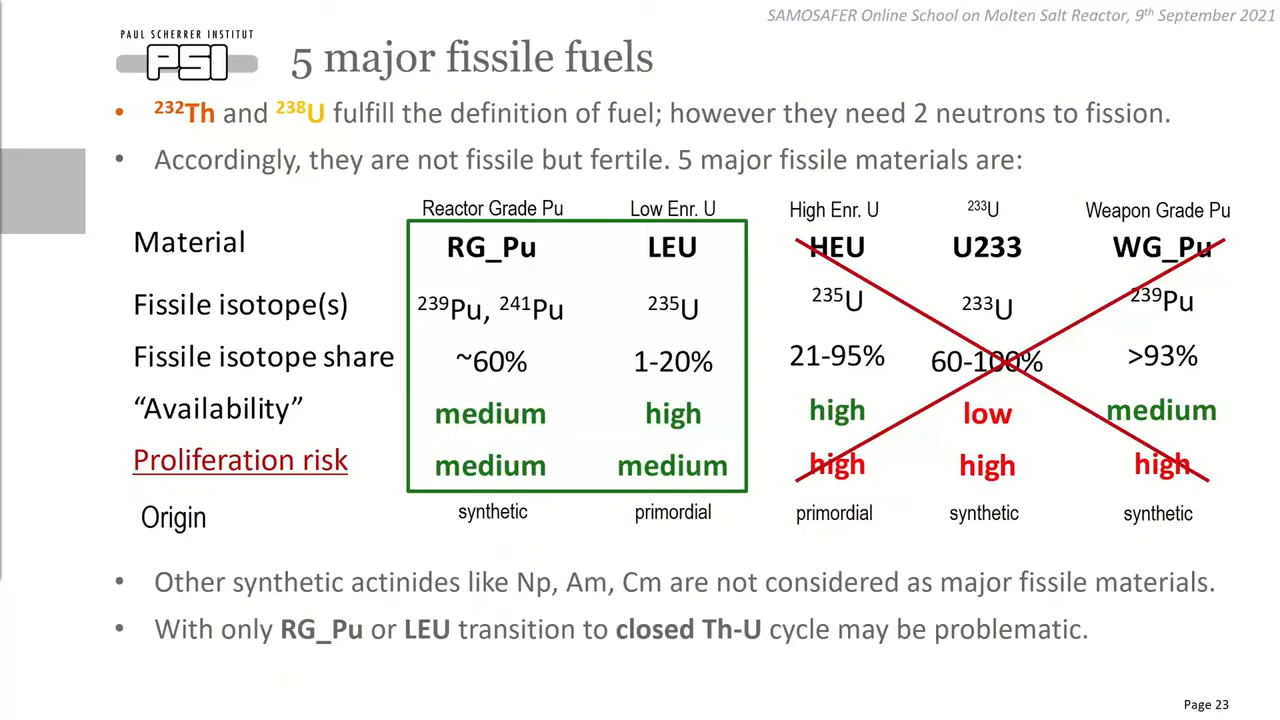 SAMOSAFER Online School on Molten Salt Reactor, 9th September 2021
PAUL SCHERRER INSTITUT
PSI
5 major fissile fuels
• ²³²Th and ²³⁸U fulfill the definition of fuel; however they need 2 neutrons to fission.
• Accordingly, they are not fissile but fertile. 5 major fissile materials are:
Reactor Grade Pu Low Enr. U High Enr. U ²³³U Weapon Grade Pu
Material RG_Pu LEU HEU U233 WG_Pu
Fissile isotope(s) ²³⁹Pu, ²⁴¹Pu ²³⁵U ²³⁵U ²³³U ²³⁹Pu
Fissile isotope share ~60% 1-20% 21-95% 60-100% >93%
“Availability” medium high high low medium
Proliferation risk medium medium high high high
Origin synthetic primordial primordial synthetic synthetic
• Other synthetic actinides like Np, Am, Cm are not considered as major fissile materials.
• With only RG_Pu or LEU transition to closed Th-U cycle may be problematic.
Page 23